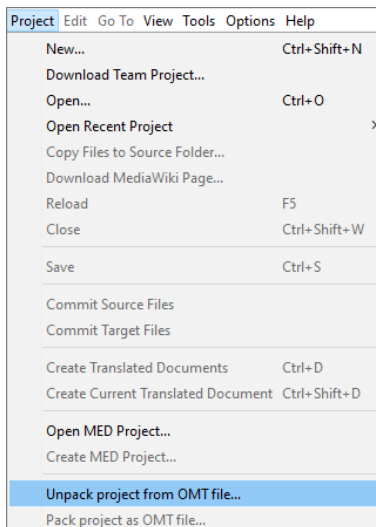 Project Edit Go To View Tools Options Help
New... Ctrl+Shift+N
Download Team Project...
Open... Ctrl+O
Open Recent Project
Copy Files to Source Folder...
Download MediaWiki Page...
Reload F5
Close Ctrl+Shift+W
Save Ctrl+S
Commit Source Files
Commit Target Files
Create Translated Documents Ctrl+D
Create Current Translated Document Ctrl+Shift+D
Open MED Project...
Create MED Project...
Unpack project from OMT file...
Pack project as OMT file...